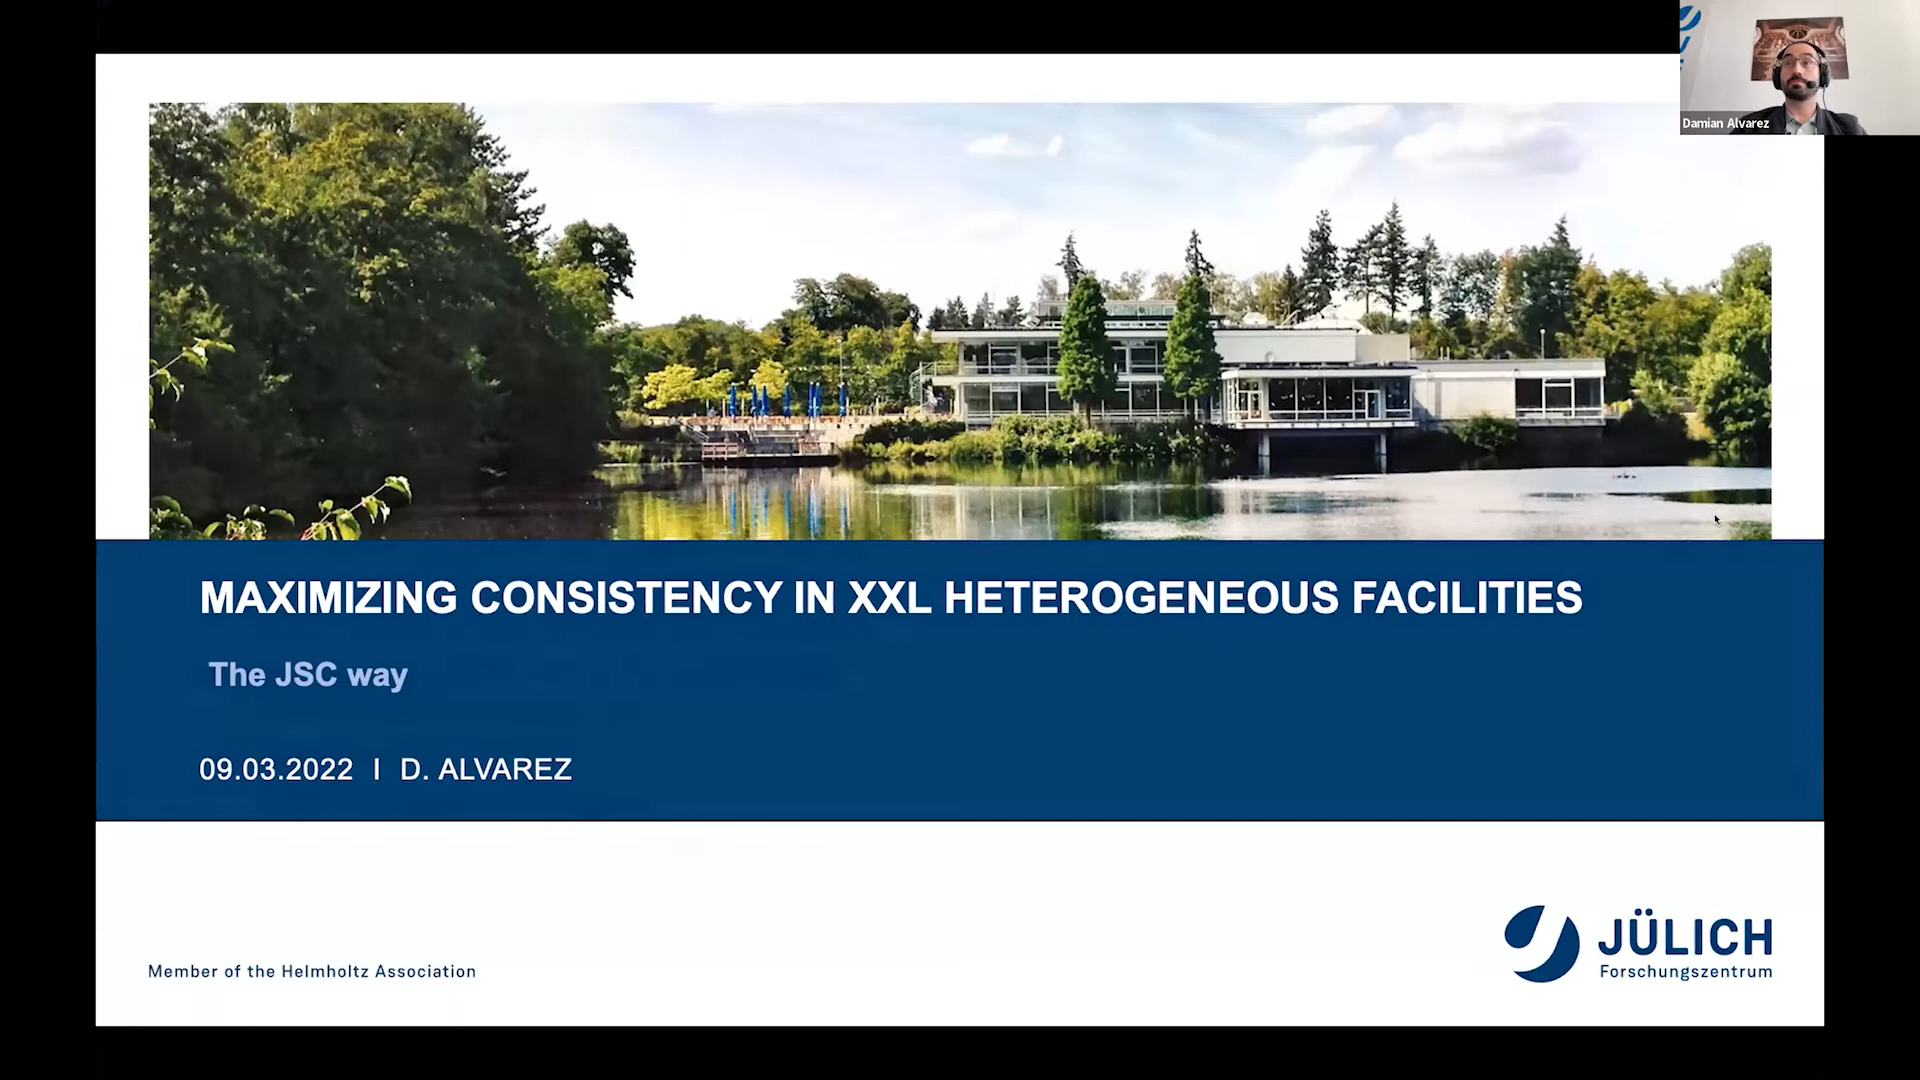 Damian Alvarez
MAXIMIZING CONSISTENCY IN XXL HETEROGENEOUS FACILITIES
The JSC way
09.03.2022 I D. ALVAREZ
Member of the Helmholtz Association
JÜLICH
Forschungszentrum